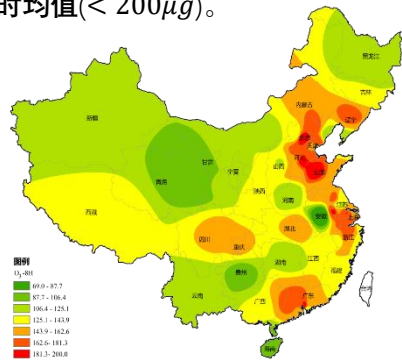 时均值(< 200μg)。
黑龙江
吉林
内蒙古
辽宁
新疆
北京
天津
河北
甘肃
宁夏
山西
山东
青海
陕西
河南
江苏
西藏
安徽
上海
四川
重庆
湖北
浙江
贵州
湖南
江西
福建
云南
广西
广东
台湾
海南
图例
O₃-8H
69.0 - 87.7
87.7 - 106.4
106.4 - 125.1
125.1 - 143.9
143.9 - 162.6
162.6 - 181.3
181.3 - 200.0